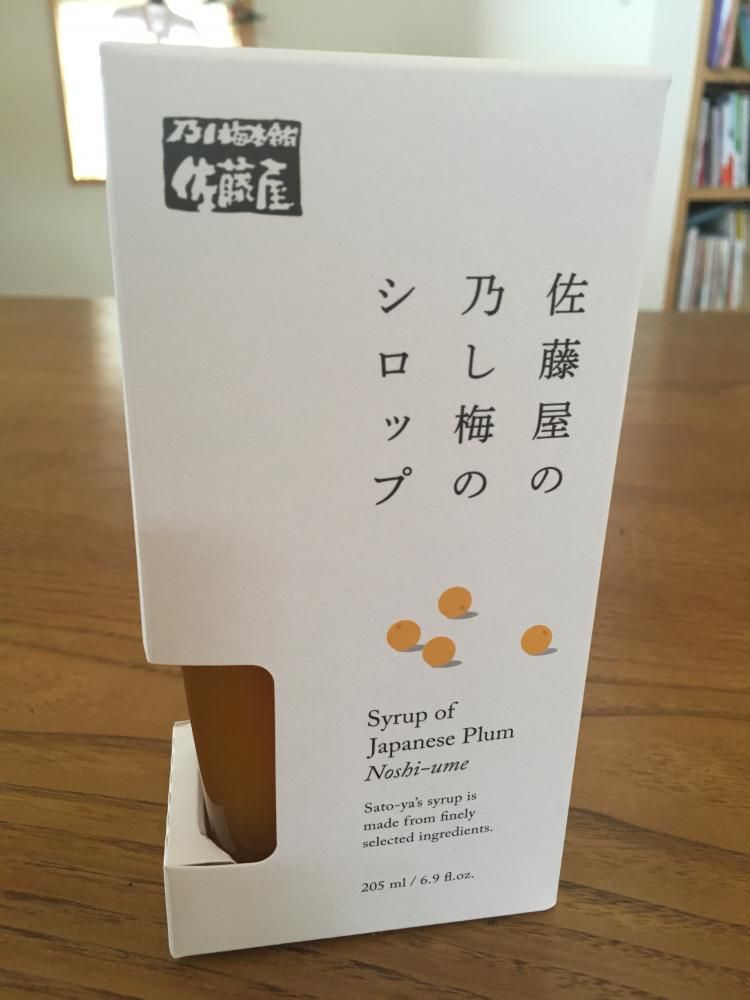 乃し梅本舗
佐藤屋
佐藤屋の
乃し梅の
シロップ
Syrup of
Japanese Plum
Noshi-ume
Sato-ya's syrup is
made from finely
selected ingredients.
205 ml / 6.9 fl.oz.